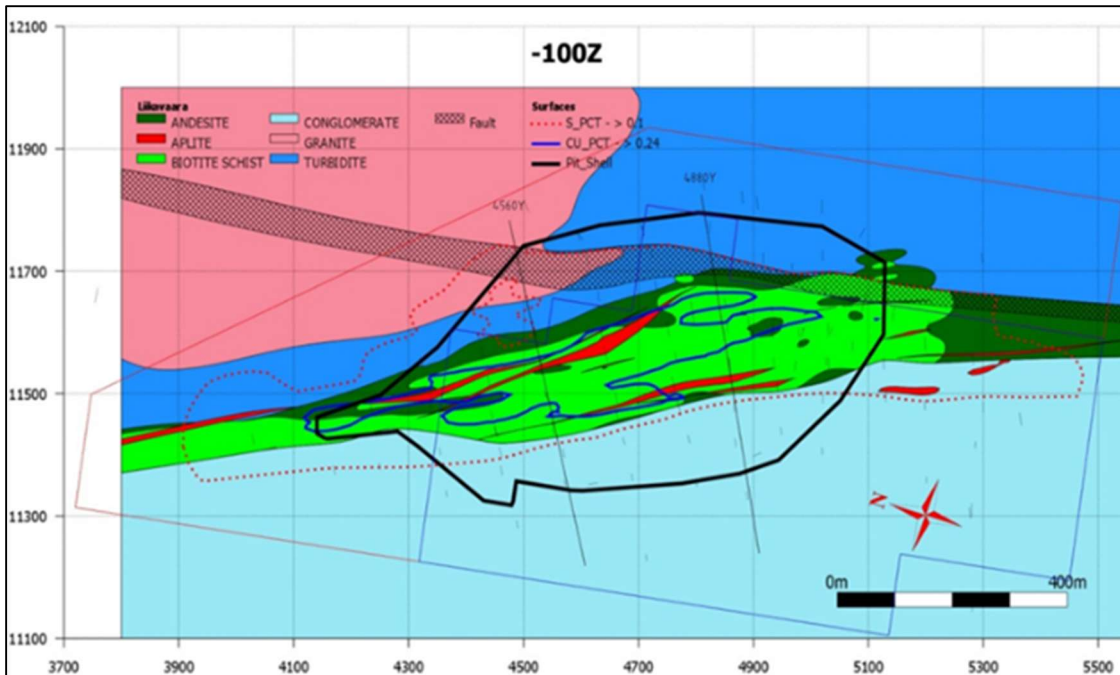 12100
-100Z
Liikavaara
ANDESITE CONGLOMERATE Fault
APLITE GRANITE
BIOTITE SCHIST TURBIDITE
Surfaces
S_PCT - > 0.1
CU_PCT - > 0.24
Pit_Shell
11900
4560Y
4880Y
11700
11500
11300
N
0m 400m
11100
3700 3900 4100 4300 4500 4700 4900 5100 5300 5500